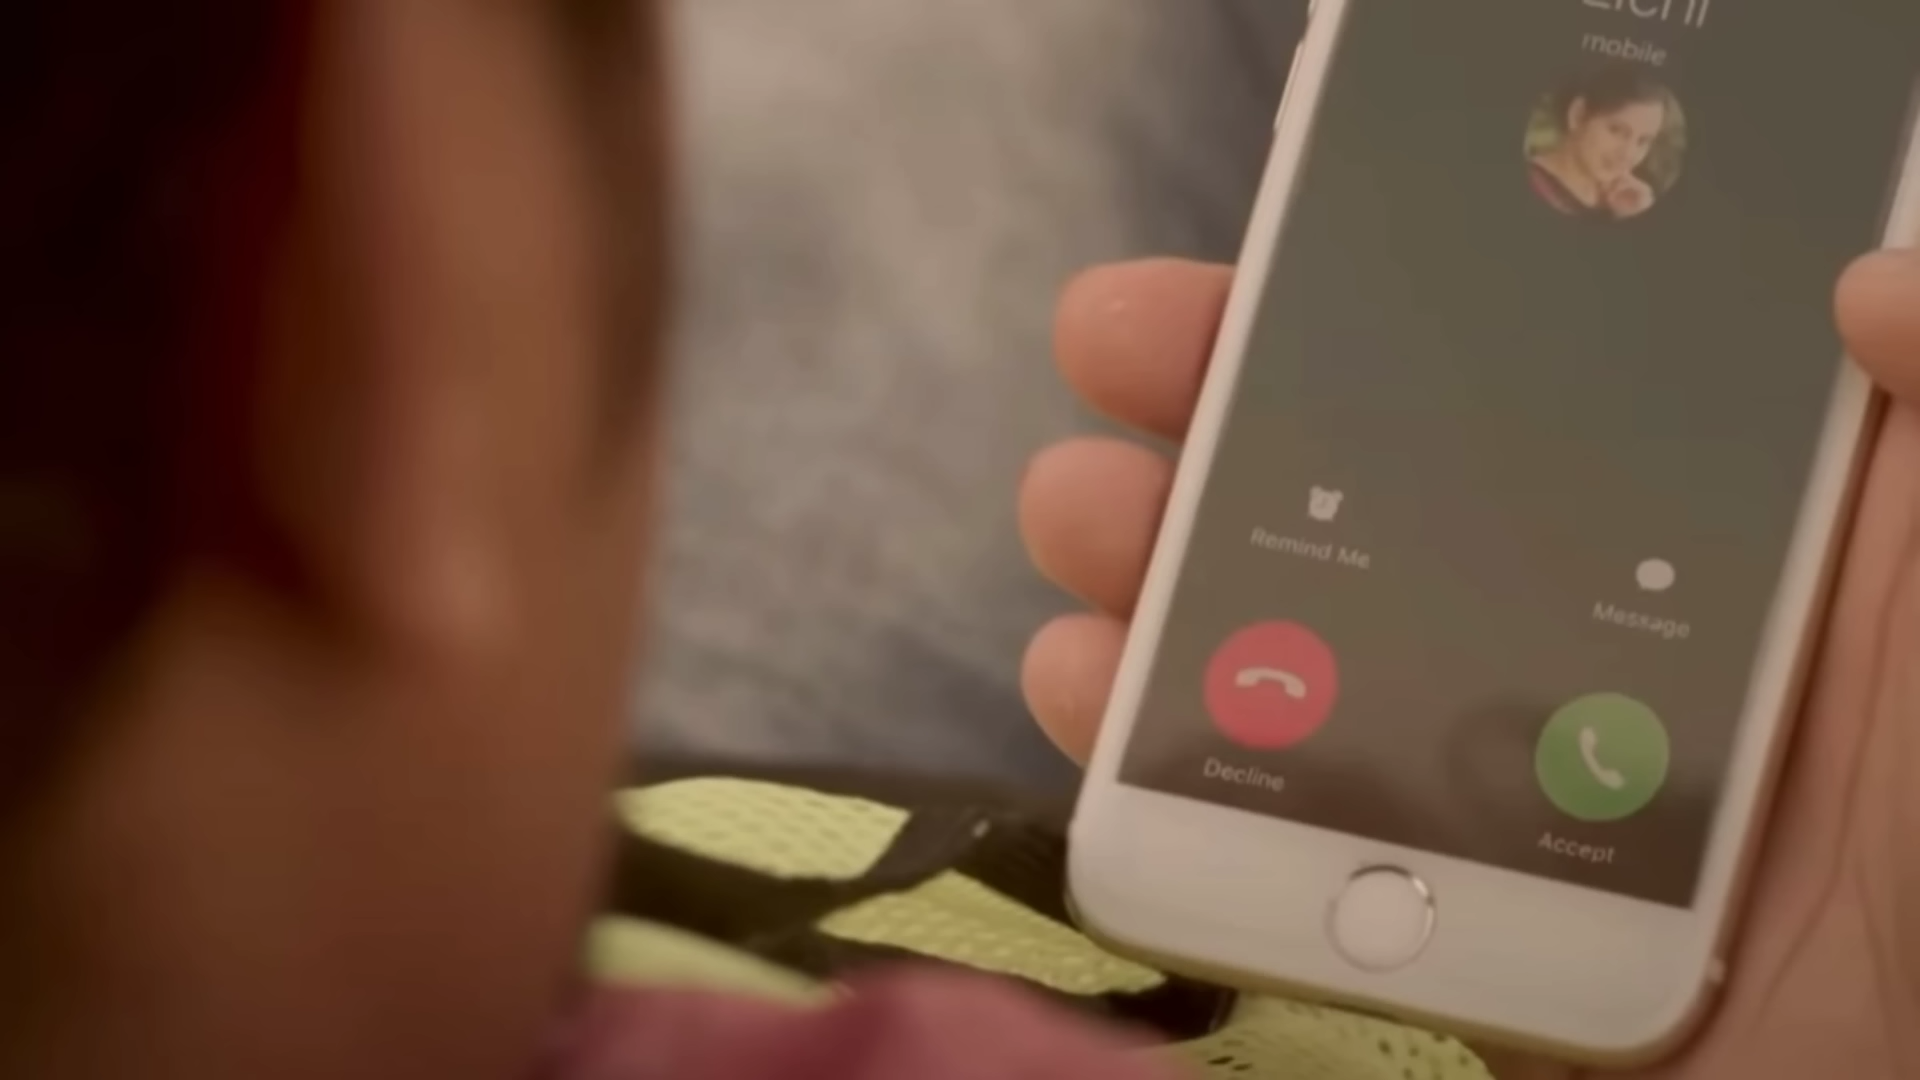 mobile
Remind Me
Message
Decline
Accept